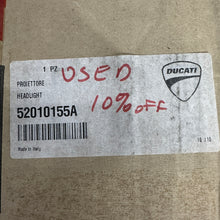 1 PZ
USED
DUCATI
PROIETTORE
HEADLIGHT
10% OFF
52010155A
Made in Italy